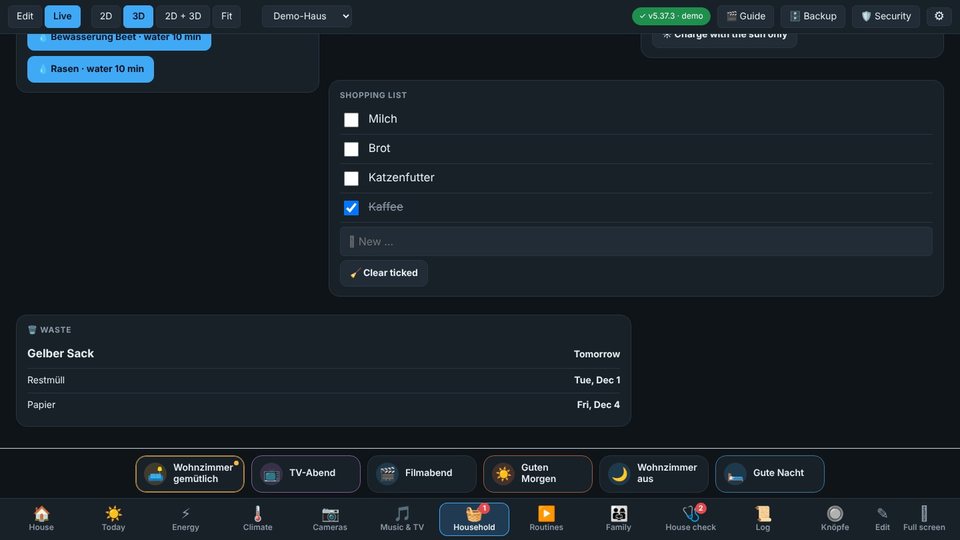 Edit Live 2D 3D 2D + 3D Fit Demo-Haus ✓ v5.37.3 · demo Guide Backup Security
Bewässerung Beet · water 10 min
Rasen · water 10 min
Charge with the sun only
SHOPPING LIST
Milch
Brot
Katzenfutter
Kaffee
New ...
Clear ticked
WASTE
Gelber Sack Tomorrow
Restmüll Tue, Dec 1
Papier Fri, Dec 4
Wohnzimmer gemütlich
TV-Abend
Filmabend
Guten Morgen
Wohnzimmer aus
Gute Nacht
House Today Energy Climate Cameras Music & TV Household 1 Routines Family House check 2 Log Knöpfe Edit Full screen